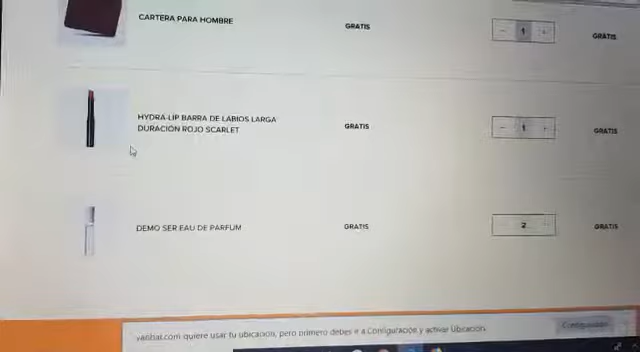 CARTERA PARA HOMBRE
GRATIS
- 1 +
GRATIS
HYDRA-LIP BARRA DE LABIOS LARGA
DURACIÓN ROJO SCARLET
GRATIS
- 1 +
GRATIS
DEMO SER EAU DE PARFUM
GRATIS
2
GRATIS
yanbal.com quiere usar tu ubicación, pero primero debes ir a Configuración y activar Ubicación.
Configuración